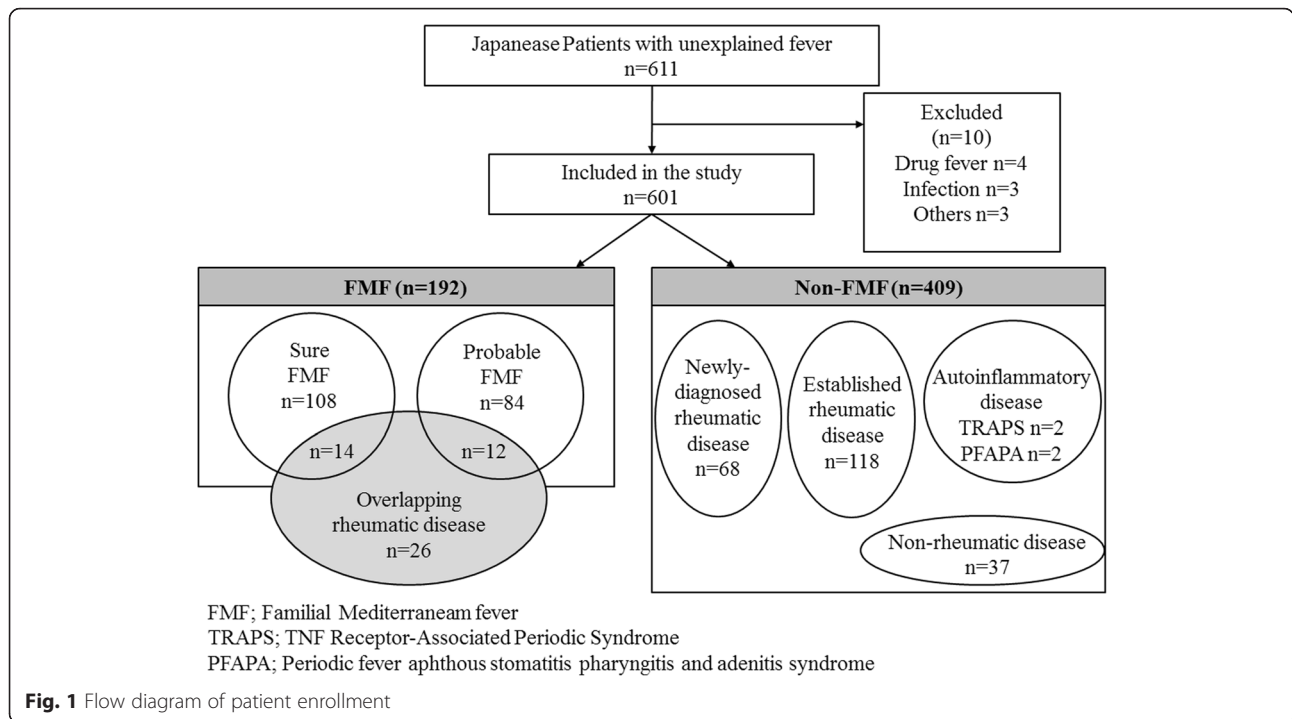 Japanease Patients with unexplained fever
n=611
Excluded
(n=10)
Drug fever n=4
Infection n=3
Others n=3
Included in the study
n=601
FMF (n=192)
Sure
FMF
n=108
Probable
FMF
n=84
n=14
n=12
Overlapping
rheumatic disease
n=26
Non-FMF (n=409)
Newly-
diagnosed
rheumatic
disease
n=68
Established
rheumatic
disease
n=118
Autoinflammatory
disease
TRAPS n=2
PFAPA n=2
Non-rheumatic disease
n=37
FMF; Familial Mediterraneam fever
TRAPS; TNF Receptor-Associated Periodic Syndrome
PFAPA; Periodic fever aphthous stomatitis pharyngitis and adenitis syndrome
Fig. 1 Flow diagram of patient enrollment